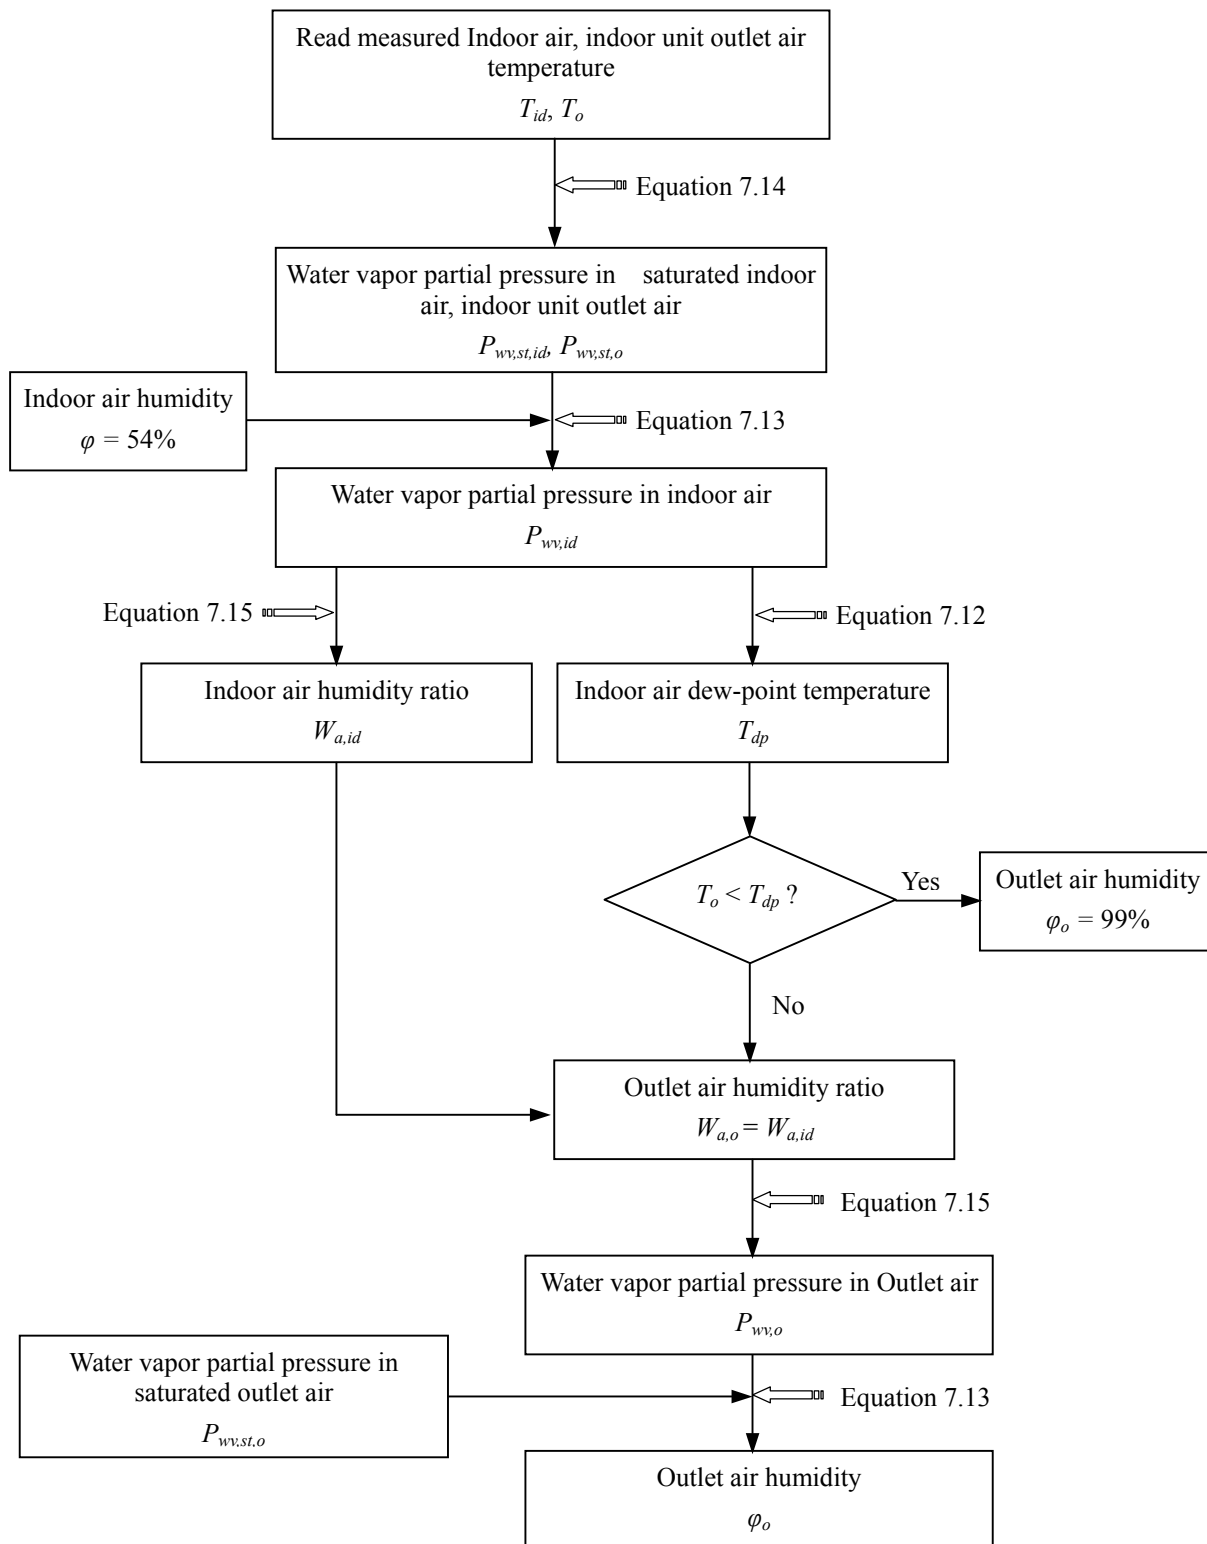 Read measured Indoor air, indoor unit outlet air
temperature
T_id, T_o
Equation 7.14
Water vapor partial pressure in saturated indoor
air, indoor unit outlet air
P_wv,st,id, P_wv,st,o
Indoor air humidity
φ = 54%
Equation 7.13
Water vapor partial pressure in indoor air
P_wv,id
Equation 7.15
Equation 7.12
Indoor air humidity ratio
W_a,id
Indoor air dew-point temperature
T_dp
T_o < T_dp ?
Yes
Outlet air humidity
φ_o = 99%
No
Outlet air humidity ratio
W_a,o = W_a,id
Equation 7.15
Water vapor partial pressure in Outlet air
P_wv,o
Water vapor partial pressure in
saturated outlet air
P_wv,st,o
Equation 7.13
Outlet air humidity
φ_o